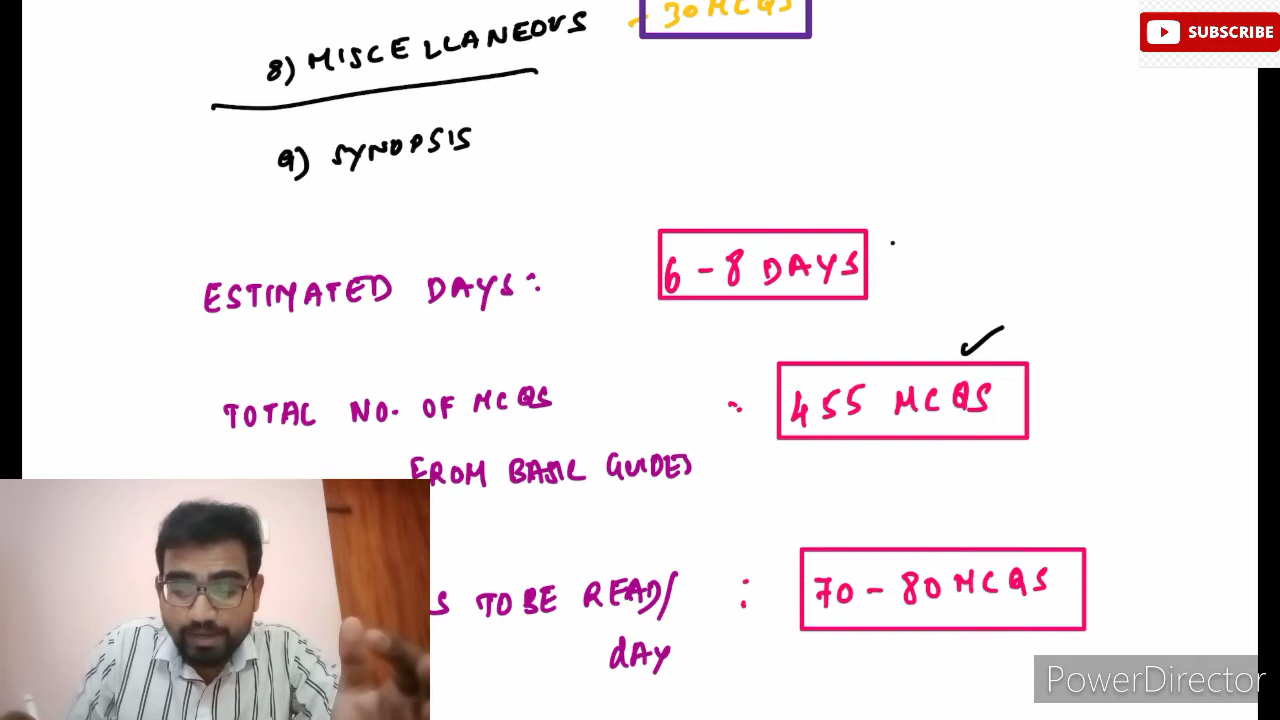 - 30 MCQS
8) MISCELLANEOUS
SUBSCRIBE
9) SYNOPSIS
ESTIMATED DAYS : 6 - 8 DAYS
TOTAL NO. OF MCQS : 455 MCQS
FROM BASIC GUIDES
S TO BE READ/ : 70 - 80 MCQS
dAy
PowerDirector